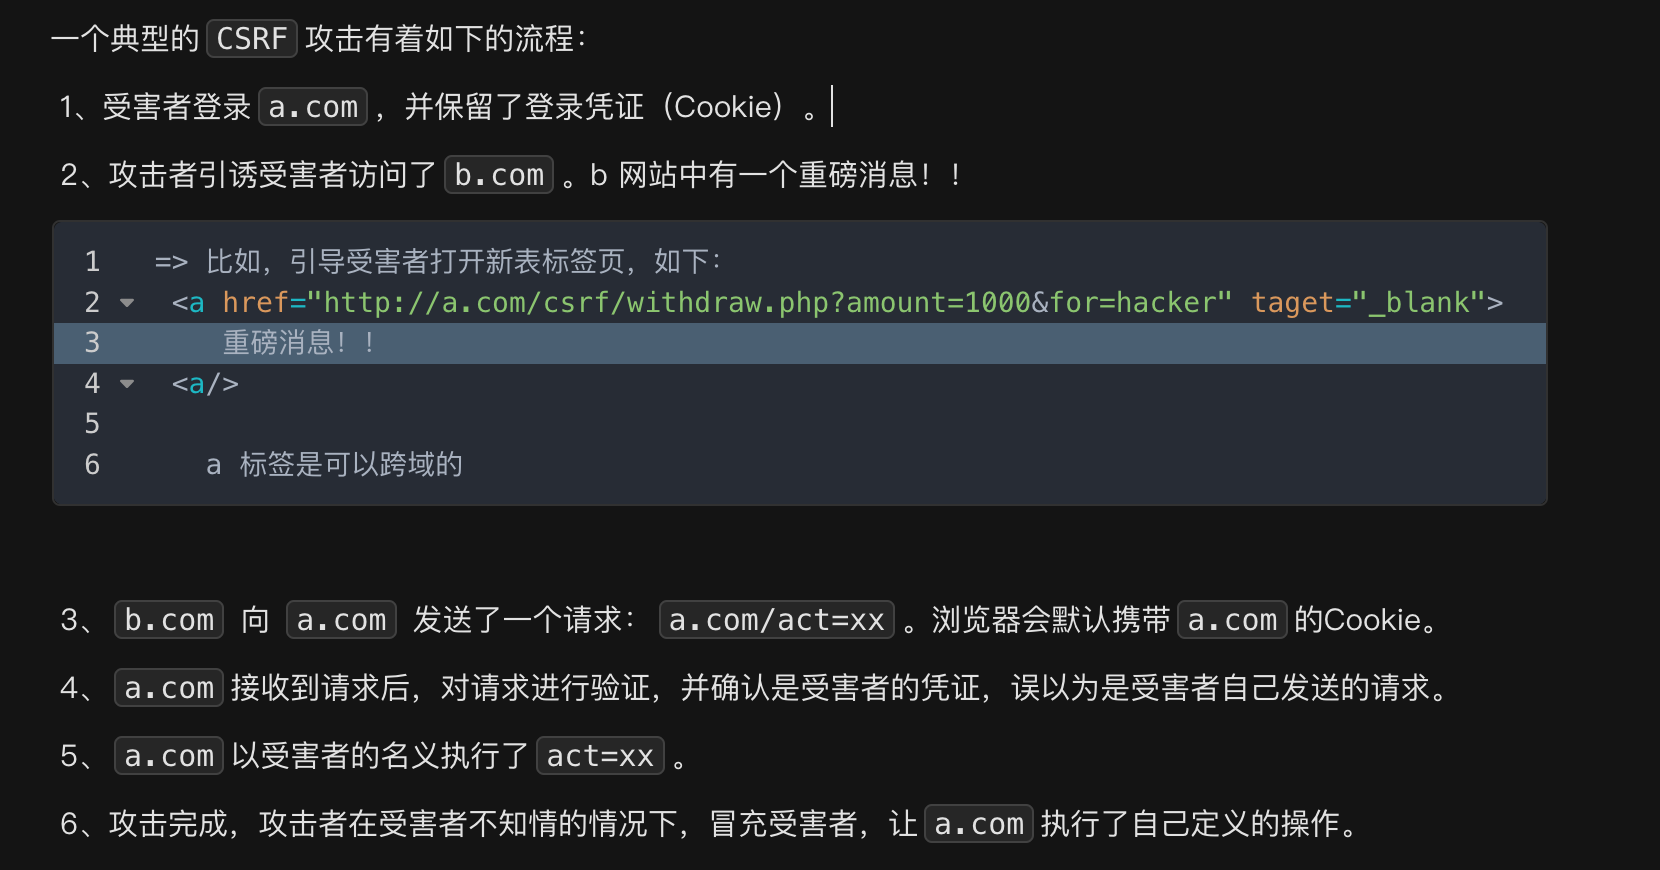 一个典型的 CSRF 攻击有着如下的流程：
1、受害者登录 a.com ，并保留了登录凭证（Cookie）。
2、攻击者引诱受害者访问了 b.com 。b 网站中有一个重磅消息！！
1 => 比如，引导受害者打开新表标签页，如下：
2 <a href="http://a.com/csrf/withdraw.php?amount=1000&for=hacker" taget="_blank">
3 重磅消息！！
4 <a/>
5
6 a 标签是可以跨域的
3、 b.com 向 a.com 发送了一个请求： a.com/act=xx 。浏览器会默认携带 a.com 的Cookie。
4、 a.com 接收到请求后，对请求进行验证，并确认是受害者的凭证，误以为是受害者自己发送的请求。
5、 a.com 以受害者的名义执行了 act=xx 。
6、攻击完成，攻击者在受害者不知情的情况下，冒充受害者，让 a.com 执行了自己定义的操作。